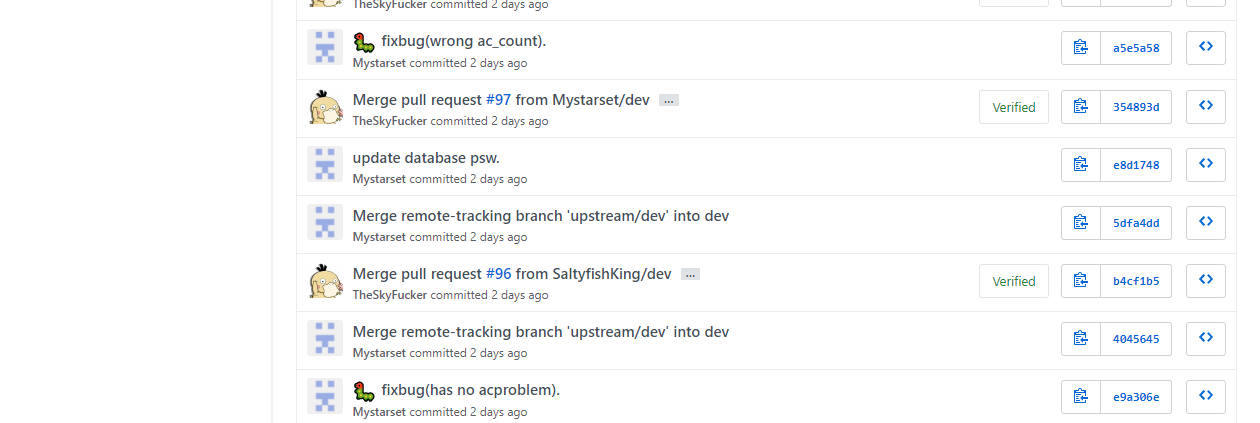 TheSkyFucker committed 2 days ago
fixbug(wrong ac_count).
a5e5a58
Mystarset committed 2 days ago
Merge pull request #97 from Mystarset/dev ...
Verified
354893d
TheSkyFucker committed 2 days ago
update database psw.
e8d1748
Mystarset committed 2 days ago
Merge remote-tracking branch 'upstream/dev' into dev
5dfa4dd
Mystarset committed 2 days ago
Merge pull request #96 from SaltyfishKing/dev ...
Verified
b4cf1b5
TheSkyFucker committed 2 days ago
Merge remote-tracking branch 'upstream/dev' into dev
4045645
Mystarset committed 2 days ago
fixbug(has no acproblem).
e9a306e
Mystarset committed 2 days ago